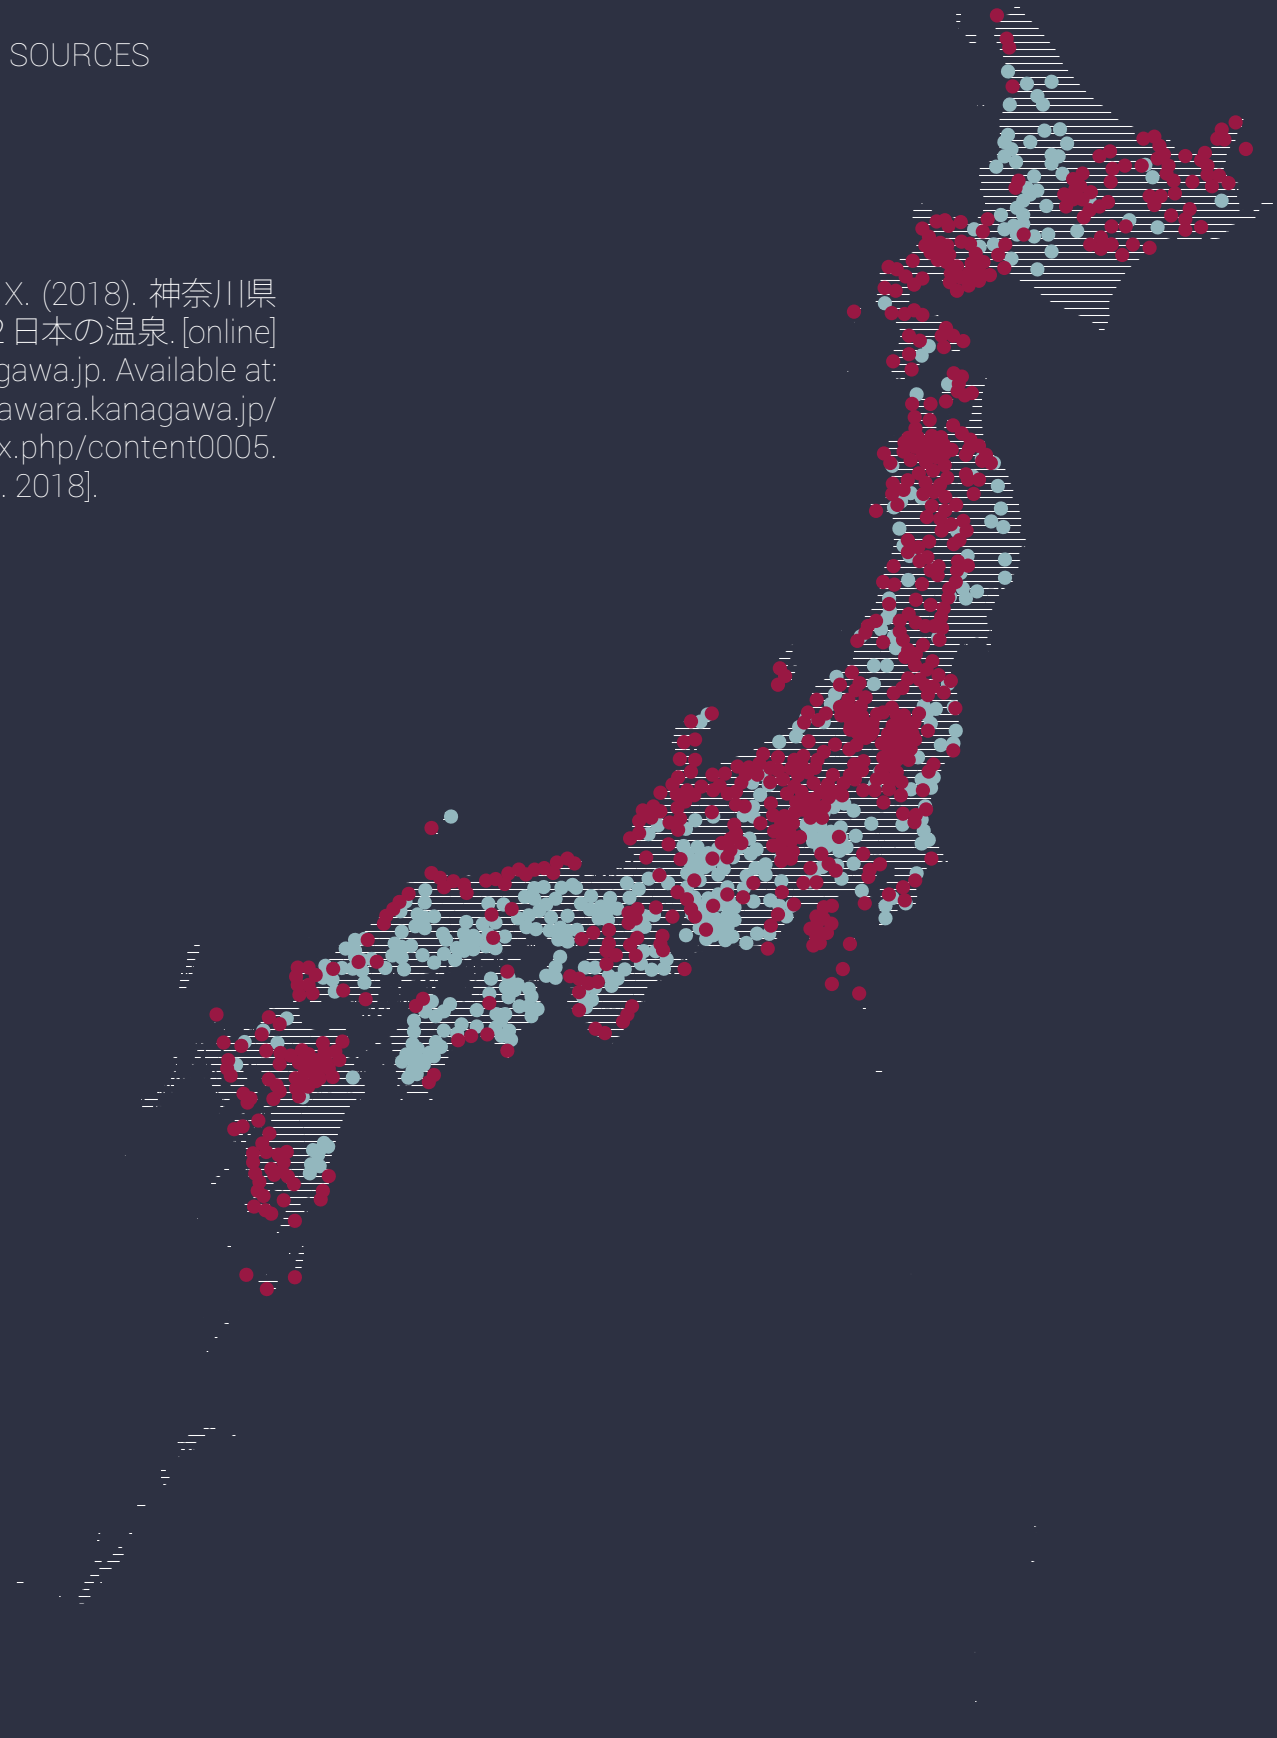 SOURCES
X. (2018). 神奈川県
2 日本の温泉. [online]
gawa.jp. Available at:
awara.kanagawa.jp/
x.php/content0005.
. 2018].